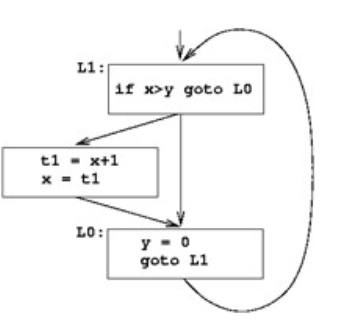 L1:
if x>y goto L0
t1 = x+1
x = t1
L0:
y = 0
goto L1